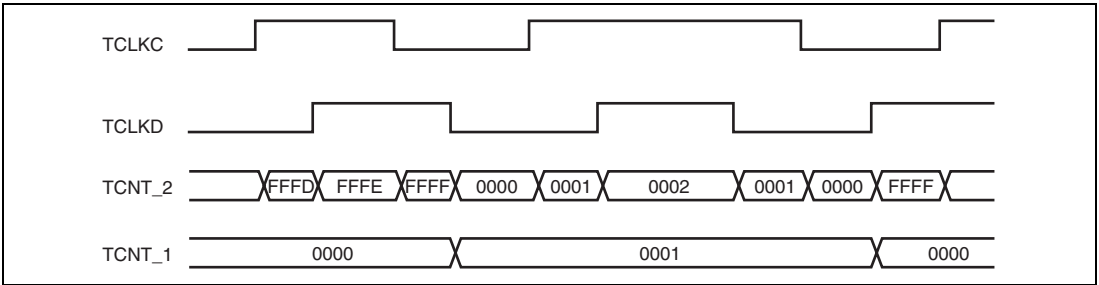 TCLKC
TCLKD
TCNT_2 FFFD FFFE FFFF 0000 0001 0002 0001 0000 FFFF
TCNT_1 0000 0001 0000